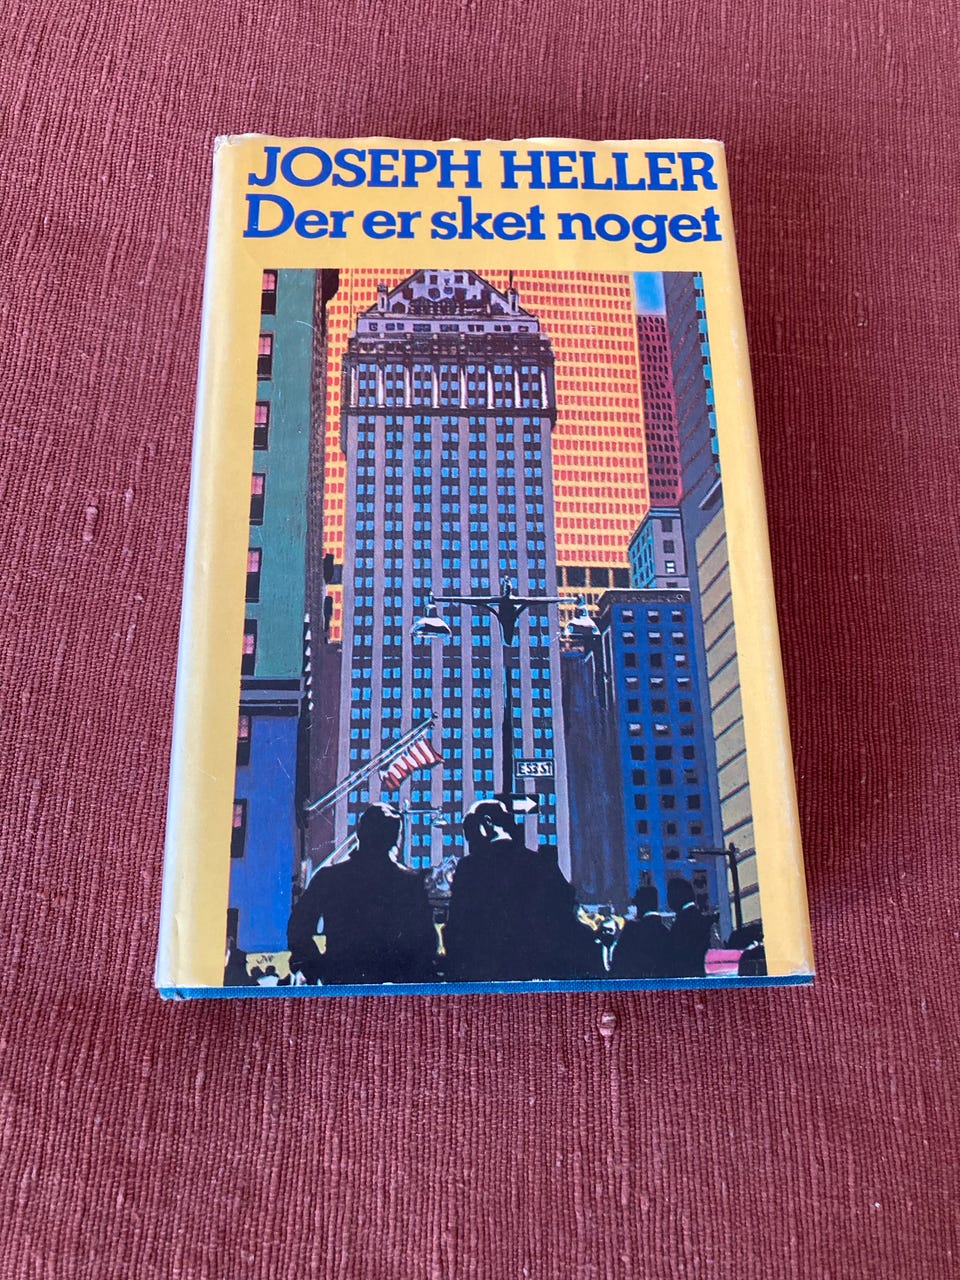 JOSEPH HELLER
Der er sket noget
E 53 ST